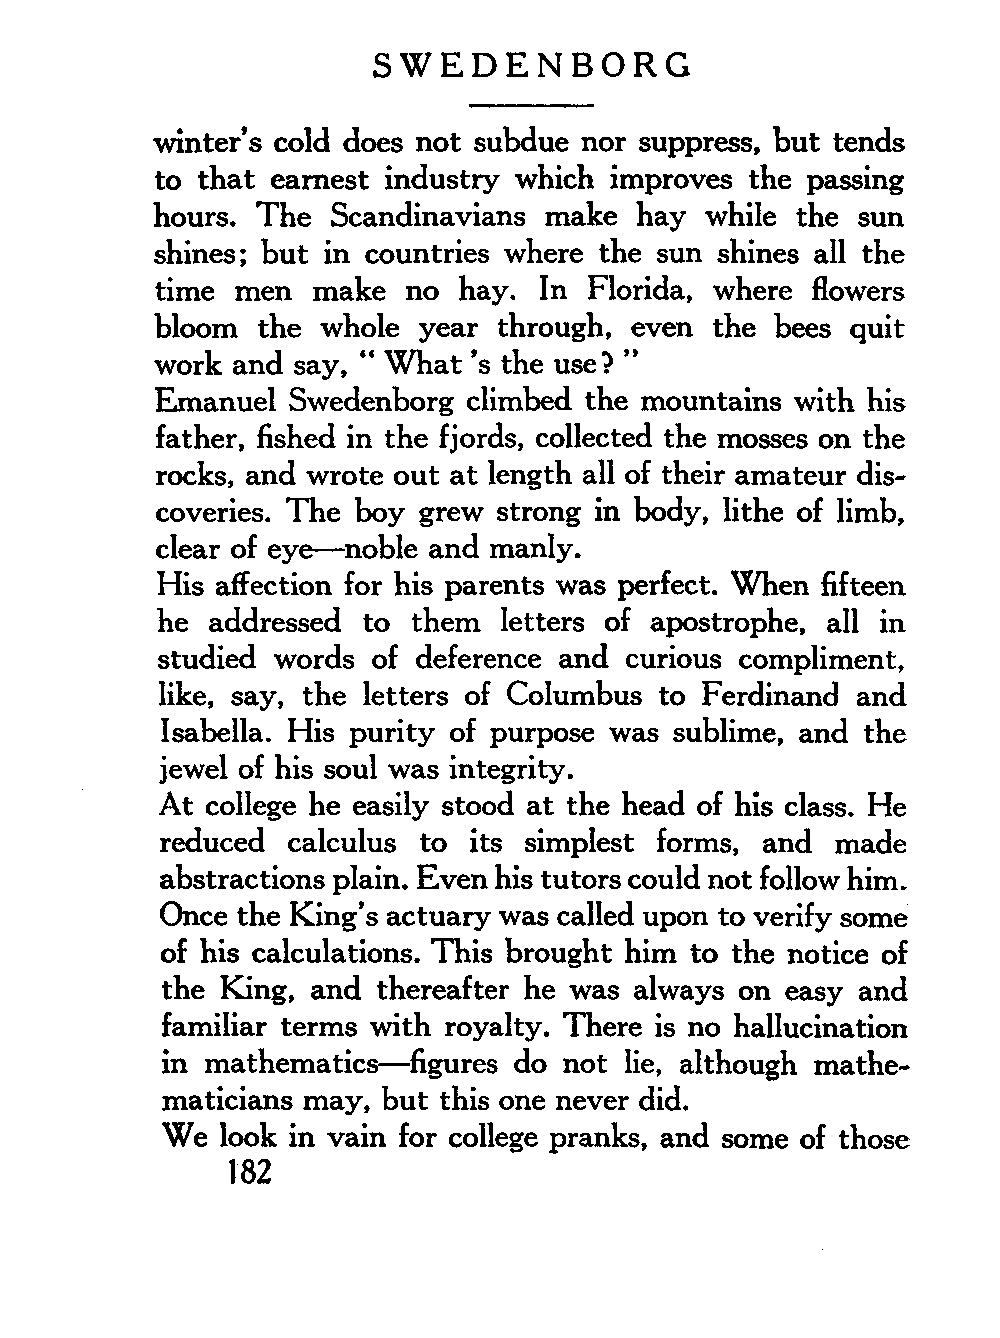 SWEDENBORG
winter's cold does not subdue nor suppress, but tends
to that earnest industry which improves the passing
hours. The Scandinavians make hay while the sun
shines; but in countries where the sun shines all the
time men make no hay. In Florida, where flowers
bloom the whole year through, even the bees quit
work and say, “ What 's the use? ”
Emanuel Swedenborg climbed the mountains with his
father, fished in the fjords, collected the mosses on the
rocks, and wrote out at length all of their amateur dis-
coveries. The boy grew strong in body, lithe of limb,
clear of eye—noble and manly.
His affection for his parents was perfect. When fifteen
he addressed to them letters of apostrophe, all in
studied words of deference and curious compliment,
like, say, the letters of Columbus to Ferdinand and
Isabella. His purity of purpose was sublime, and the
jewel of his soul was integrity.
At college he easily stood at the head of his class. He
reduced calculus to its simplest forms, and made
abstractions plain. Even his tutors could not follow him.
Once the King's actuary was called upon to verify some
of his calculations. This brought him to the notice of
the King, and thereafter he was always on easy and
familiar terms with royalty. There is no hallucination
in mathematics—figures do not lie, although mathe-
maticians may, but this one never did.
We look in vain for college pranks, and some of those
182